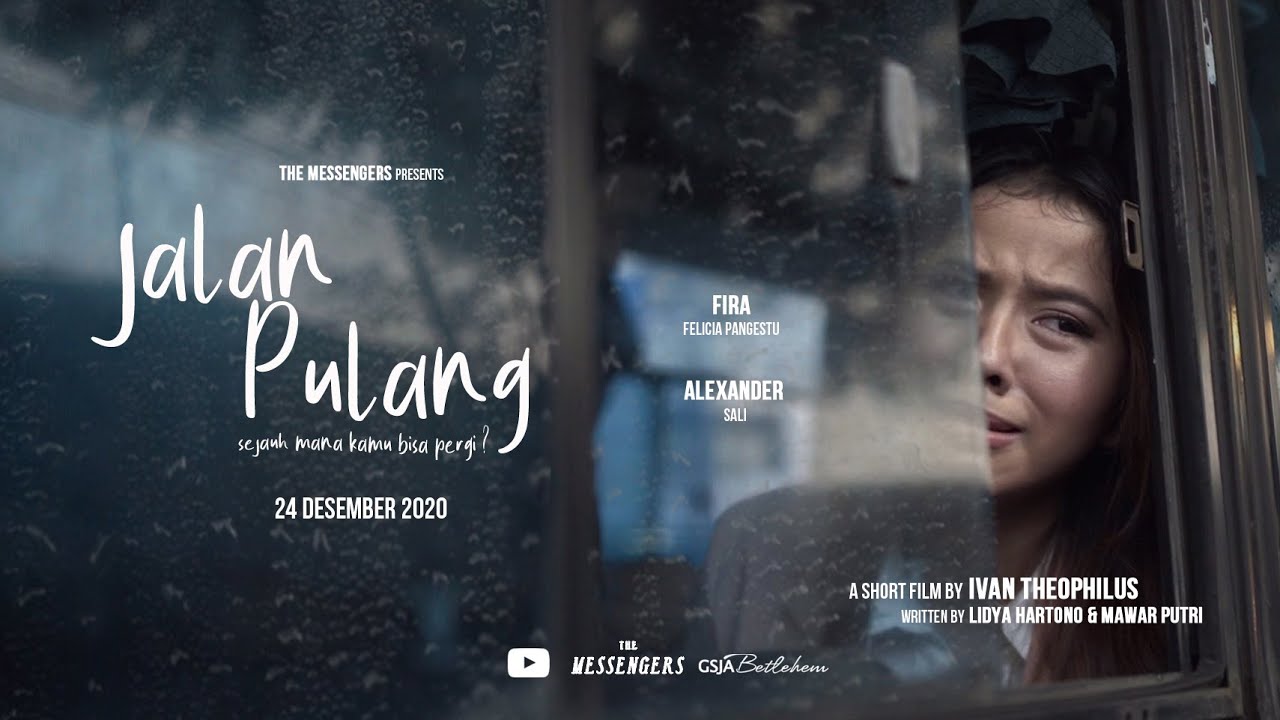 THE MESSENGERS PRESENTS
Jalan
Pulang
sejauh mana kamu bisa pergi?
24 DESEMBER 2020
FIRA
FELICIA PANGESTU
ALEXANDER
SALI
A SHORT FILM BY IVAN THEOPHILUS
WRITTEN BY LIDYA HARTONO & MAWAR PUTRI
THE
MESSENGERS
GSJA Betlehem